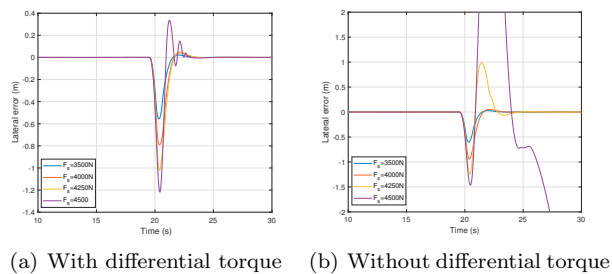 0.4
0.2
0
-0.2
-0.4
-0.6
-0.8
-1
-1.2
-1.4
Lateral error (m)
F_s=3500N
F_s=4000N
F_s=4250N
F_s=4500
10 15 20 25 30
Time (s)
(a) With differential torque
2
1.5
1
0.5
0
-0.5
-1
-1.5
-2
Lateral error (m)
F_s=3500N
F_s=4000N
F_s=4250N
F_s=4500N
10 15 20 25 30
Time (s)
(b) Without differential torque